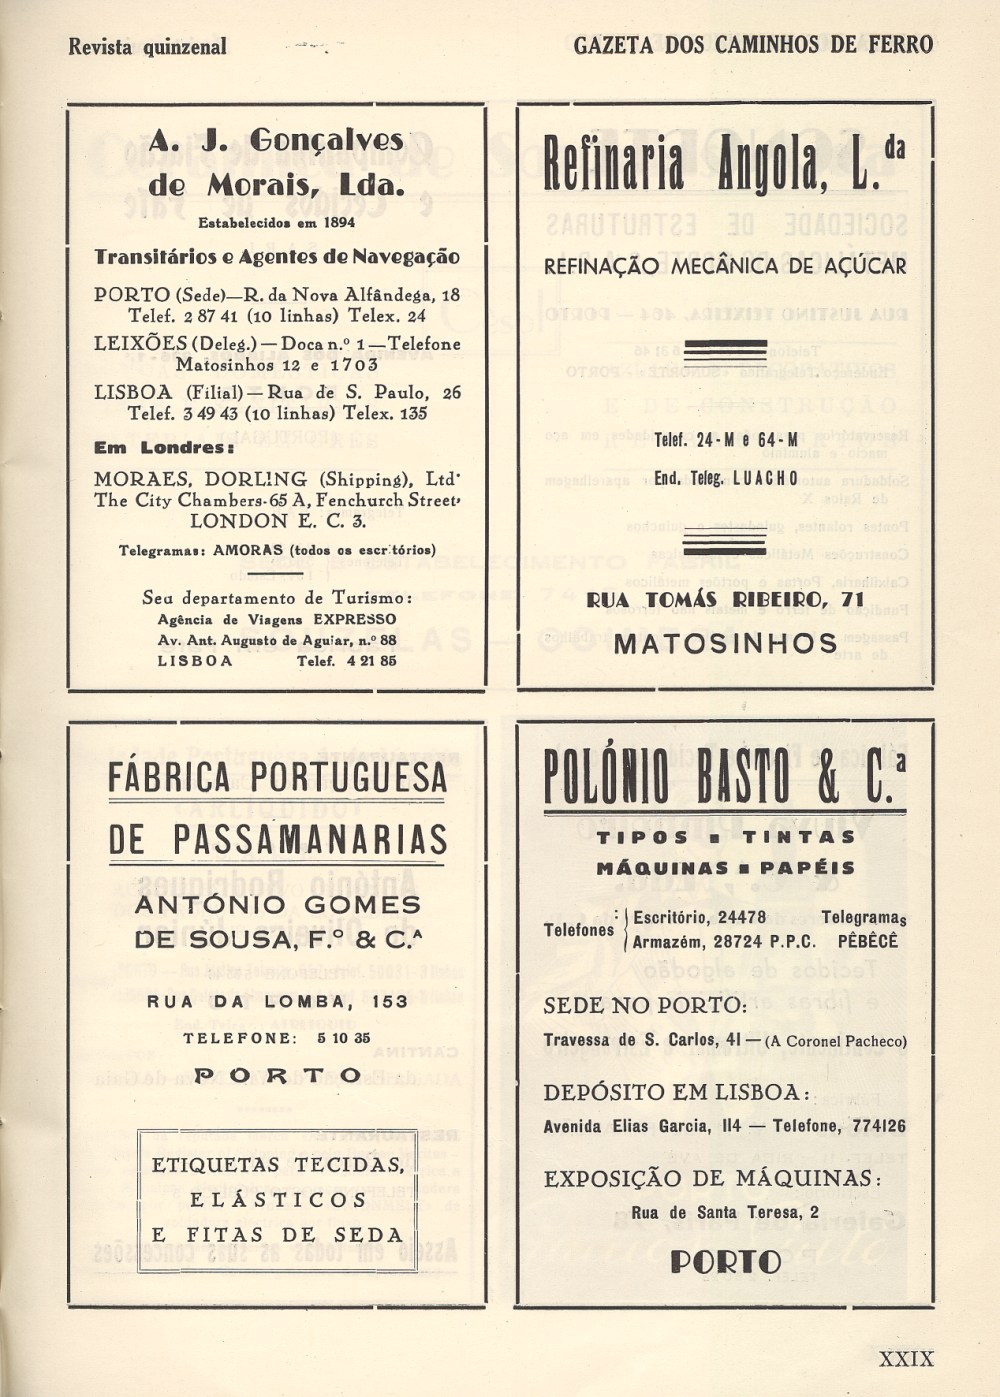 Revista quinzenal
GAZETA DOS CAMINHOS DE FERRO
A. J. Gonçalves
de Morais, Lda.
Estabelecidos em 1894
Transitários e Agentes de Navegação
PORTO (Sede)—R. da Nova Alfândega, 18
Telef. 2 87 41 (10 linhas) Telex. 24
LEIXÕES (Deleg.) — Doca n.º 1 — Telefone
Matosinhos 12 e 1703
LISBOA (Filial) — Rua de S. Paulo, 26
Telef. 3 49 43 (10 linhas) Telex. 135
Em Londres:
MORAES, DORLING (Shipping), Ltd.
The City Chambers-65 A, Fenchurch Street,
LONDON E. C. 3.
Telegramas: AMORAS (todos os escritórios)
Seu departamento de Turismo:
Agência de Viagens EXPRESSO
Av. Ant. Augusto de Aguiar, n.º 88
LISBOA Telef. 4 21 85
Refinaria Angola, L.da
REFINAÇÃO MECÂNICA DE AÇÚCAR
Telef. 24-M e 64-M
End. Teleg. LUACHO
RUA TOMÁS RIBEIRO, 71
MATOSINHOS
FÁBRICA PORTUGUESA
DE PASSAMANARIAS
ANTÓNIO GOMES
DE SOUSA, F.º & C.ª
RUA DA LOMBA, 153
TELEFONE: 5 10 35
PORTO
ETIQUETAS TECIDAS,
ELÁSTICOS
E FITAS DE SEDA
POLÓNIO BASTO & C.ª
TIPOS ■ TINTAS
MÁQUINAS ■ PAPÉIS
Telefones: Escritório, 24478 Telegramas
Armazém, 28724 P.P.C. PÊBÊCÊ
SEDE NO PORTO:
Travessa de S. Carlos, 41 — (A Coronel Pacheco)
DEPÓSITO EM LISBOA:
Avenida Elias Garcia, 114 — Telefone, 774126
EXPOSIÇÃO DE MÁQUINAS:
Rua de Santa Teresa, 2
PORTO
XXIX